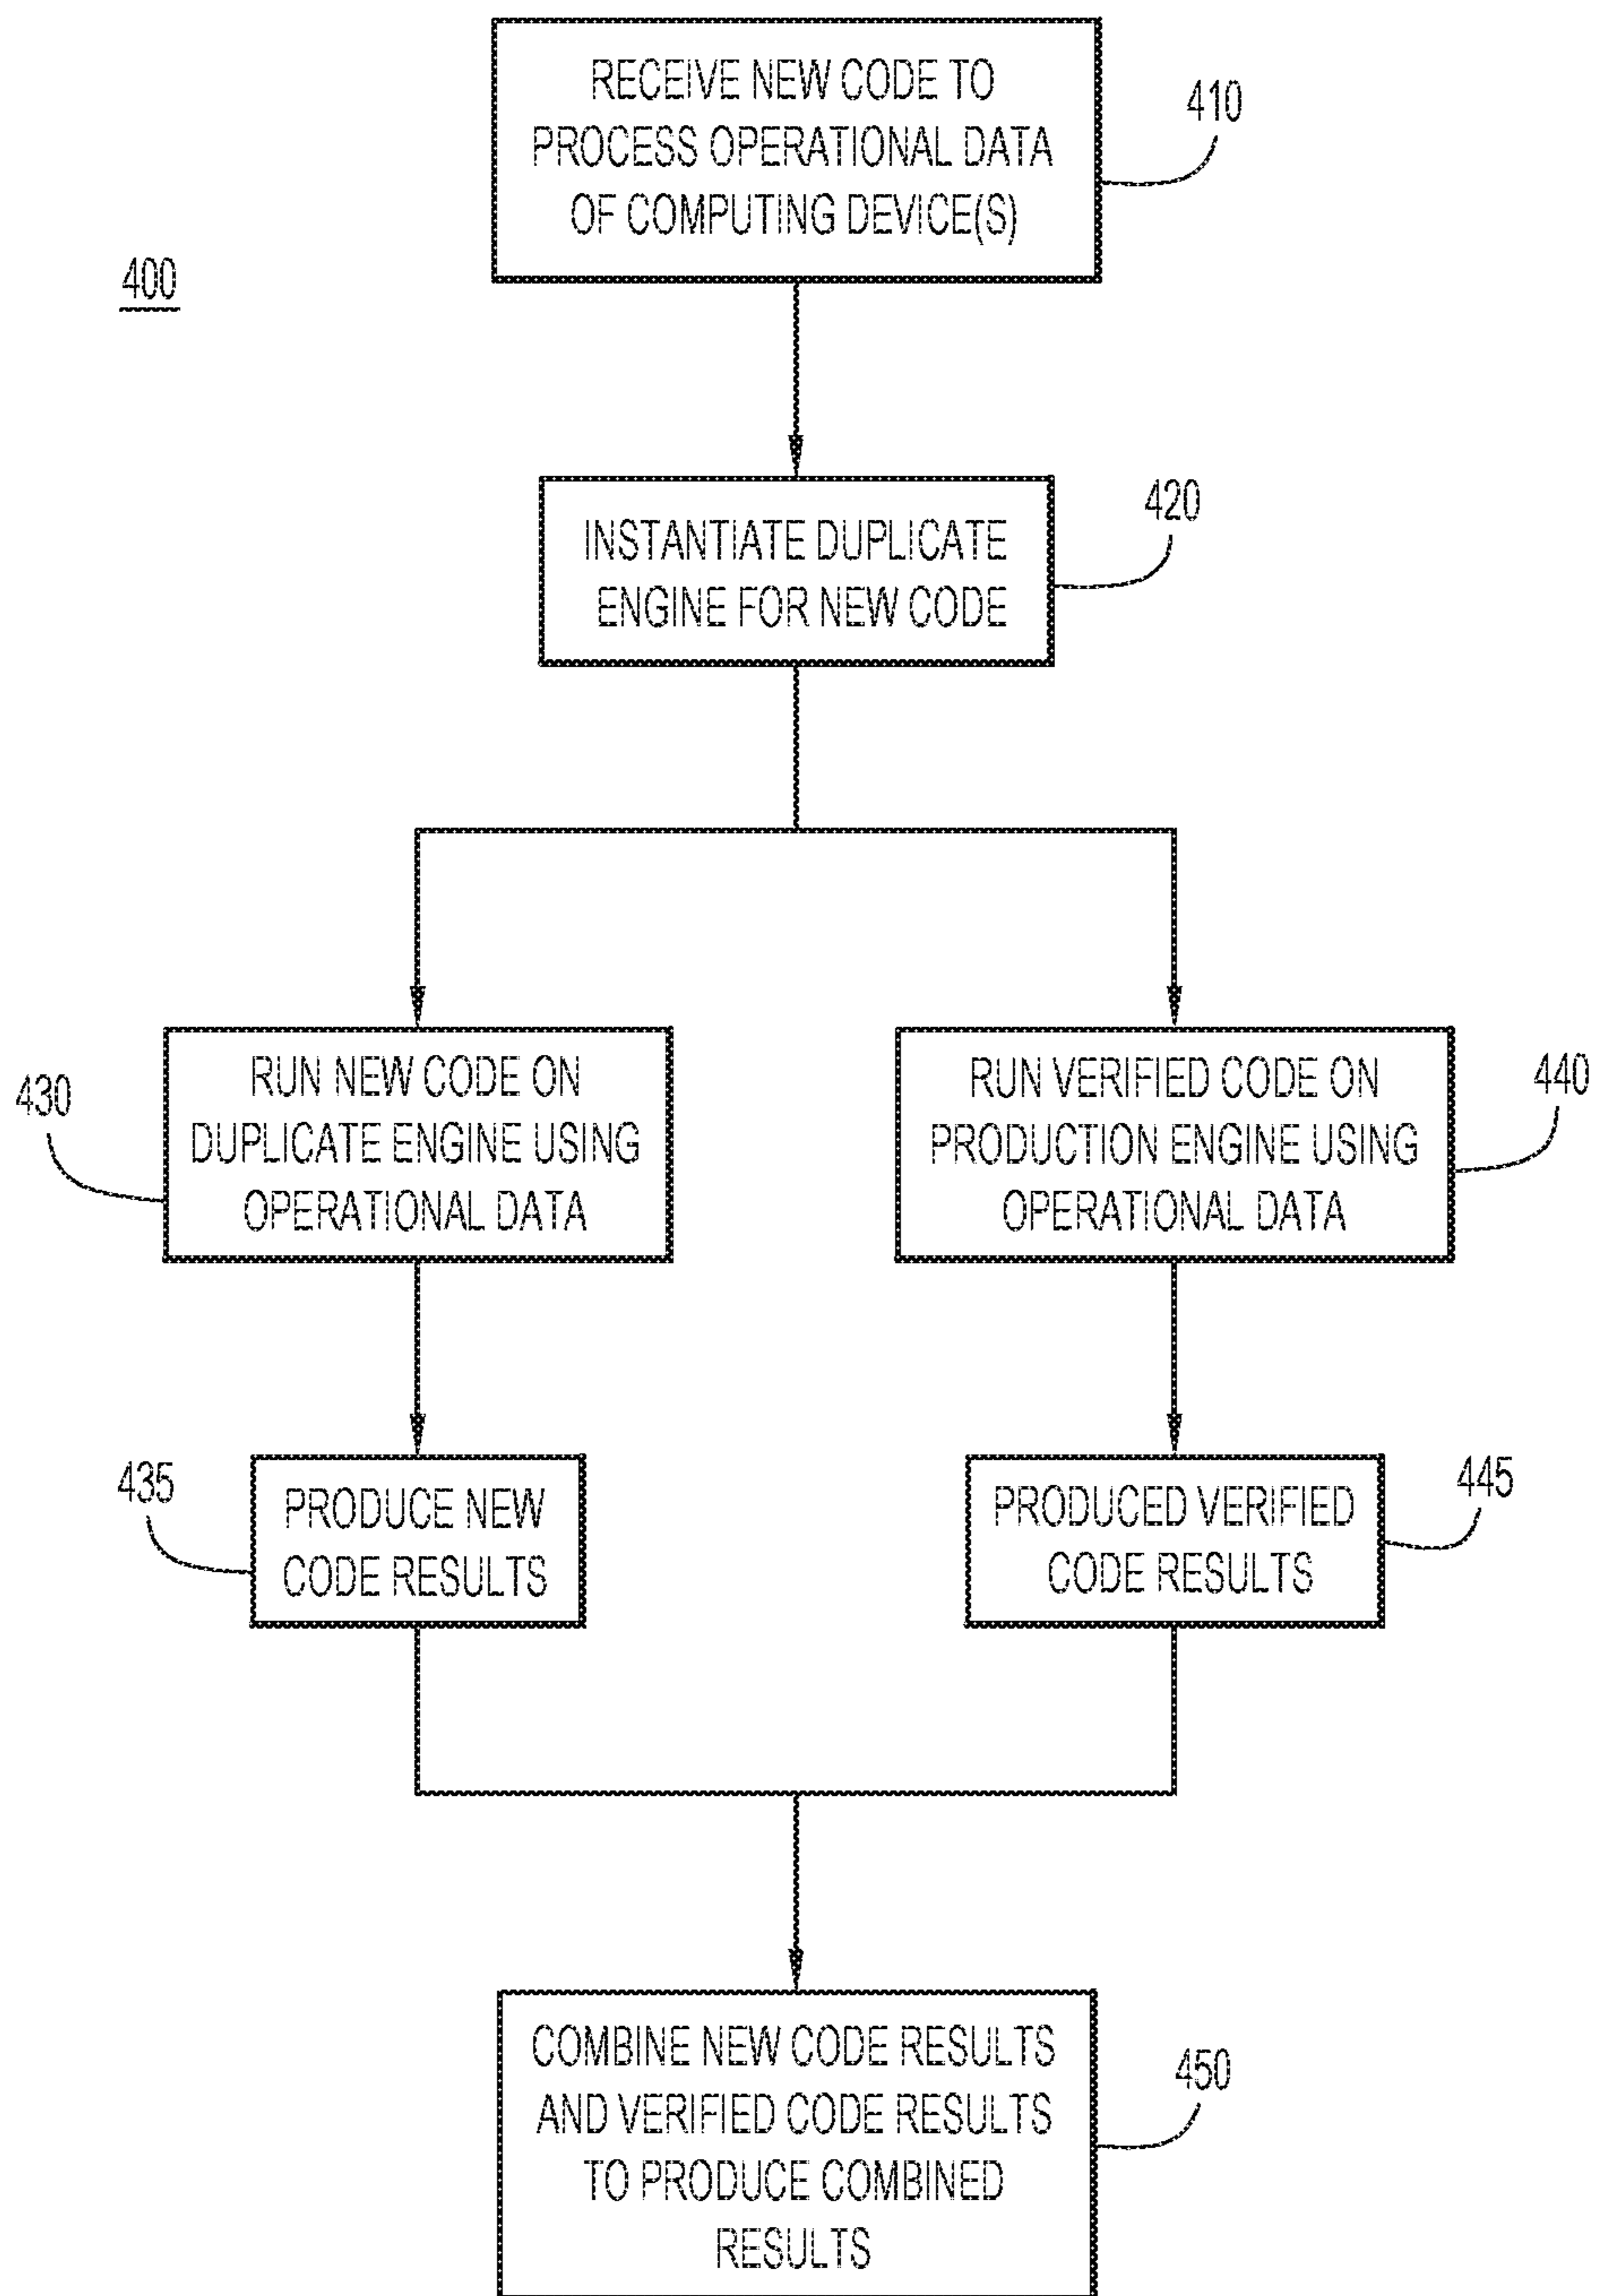 RECEIVE NEW CODE TO
PROCESS OPERATIONAL DATA
OF COMPUTING DEVICE(S)
410
400
INSTANTIATE DUPLICATE
ENGINE FOR NEW CODE
420
RUN NEW CODE ON
DUPLICATE ENGINE USING
OPERATIONAL DATA
430
RUN VERIFIED CODE ON
PRODUCTION ENGINE USING
OPERATIONAL DATA
440
435
PRODUCE NEW
CODE RESULTS
PRODUCED VERIFIED
CODE RESULTS
445
COMBINE NEW CODE RESULTS
AND VERIFIED CODE RESULTS
TO PRODUCE COMBINED
RESULTS
450